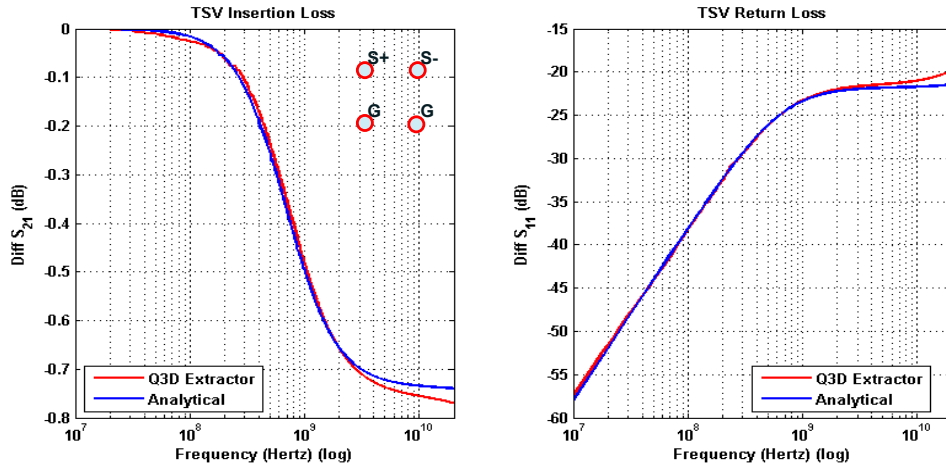 TSV Insertion Loss
0
-0.1
-0.2
-0.3
-0.4
-0.5
-0.6
-0.7
-0.8
Diff S21 (dB)
S+ S-
G G
Q3D Extractor
Analytical
10^7 10^8 10^9 10^10
Frequency (Hertz) (log)
TSV Return Loss
-15
-20
-25
-30
-35
-40
-45
-50
-55
-60
Diff S11 (dB)
Q3D Extractor
Analytical
10^7 10^8 10^9 10^10
Frequency (Hertz) (log)